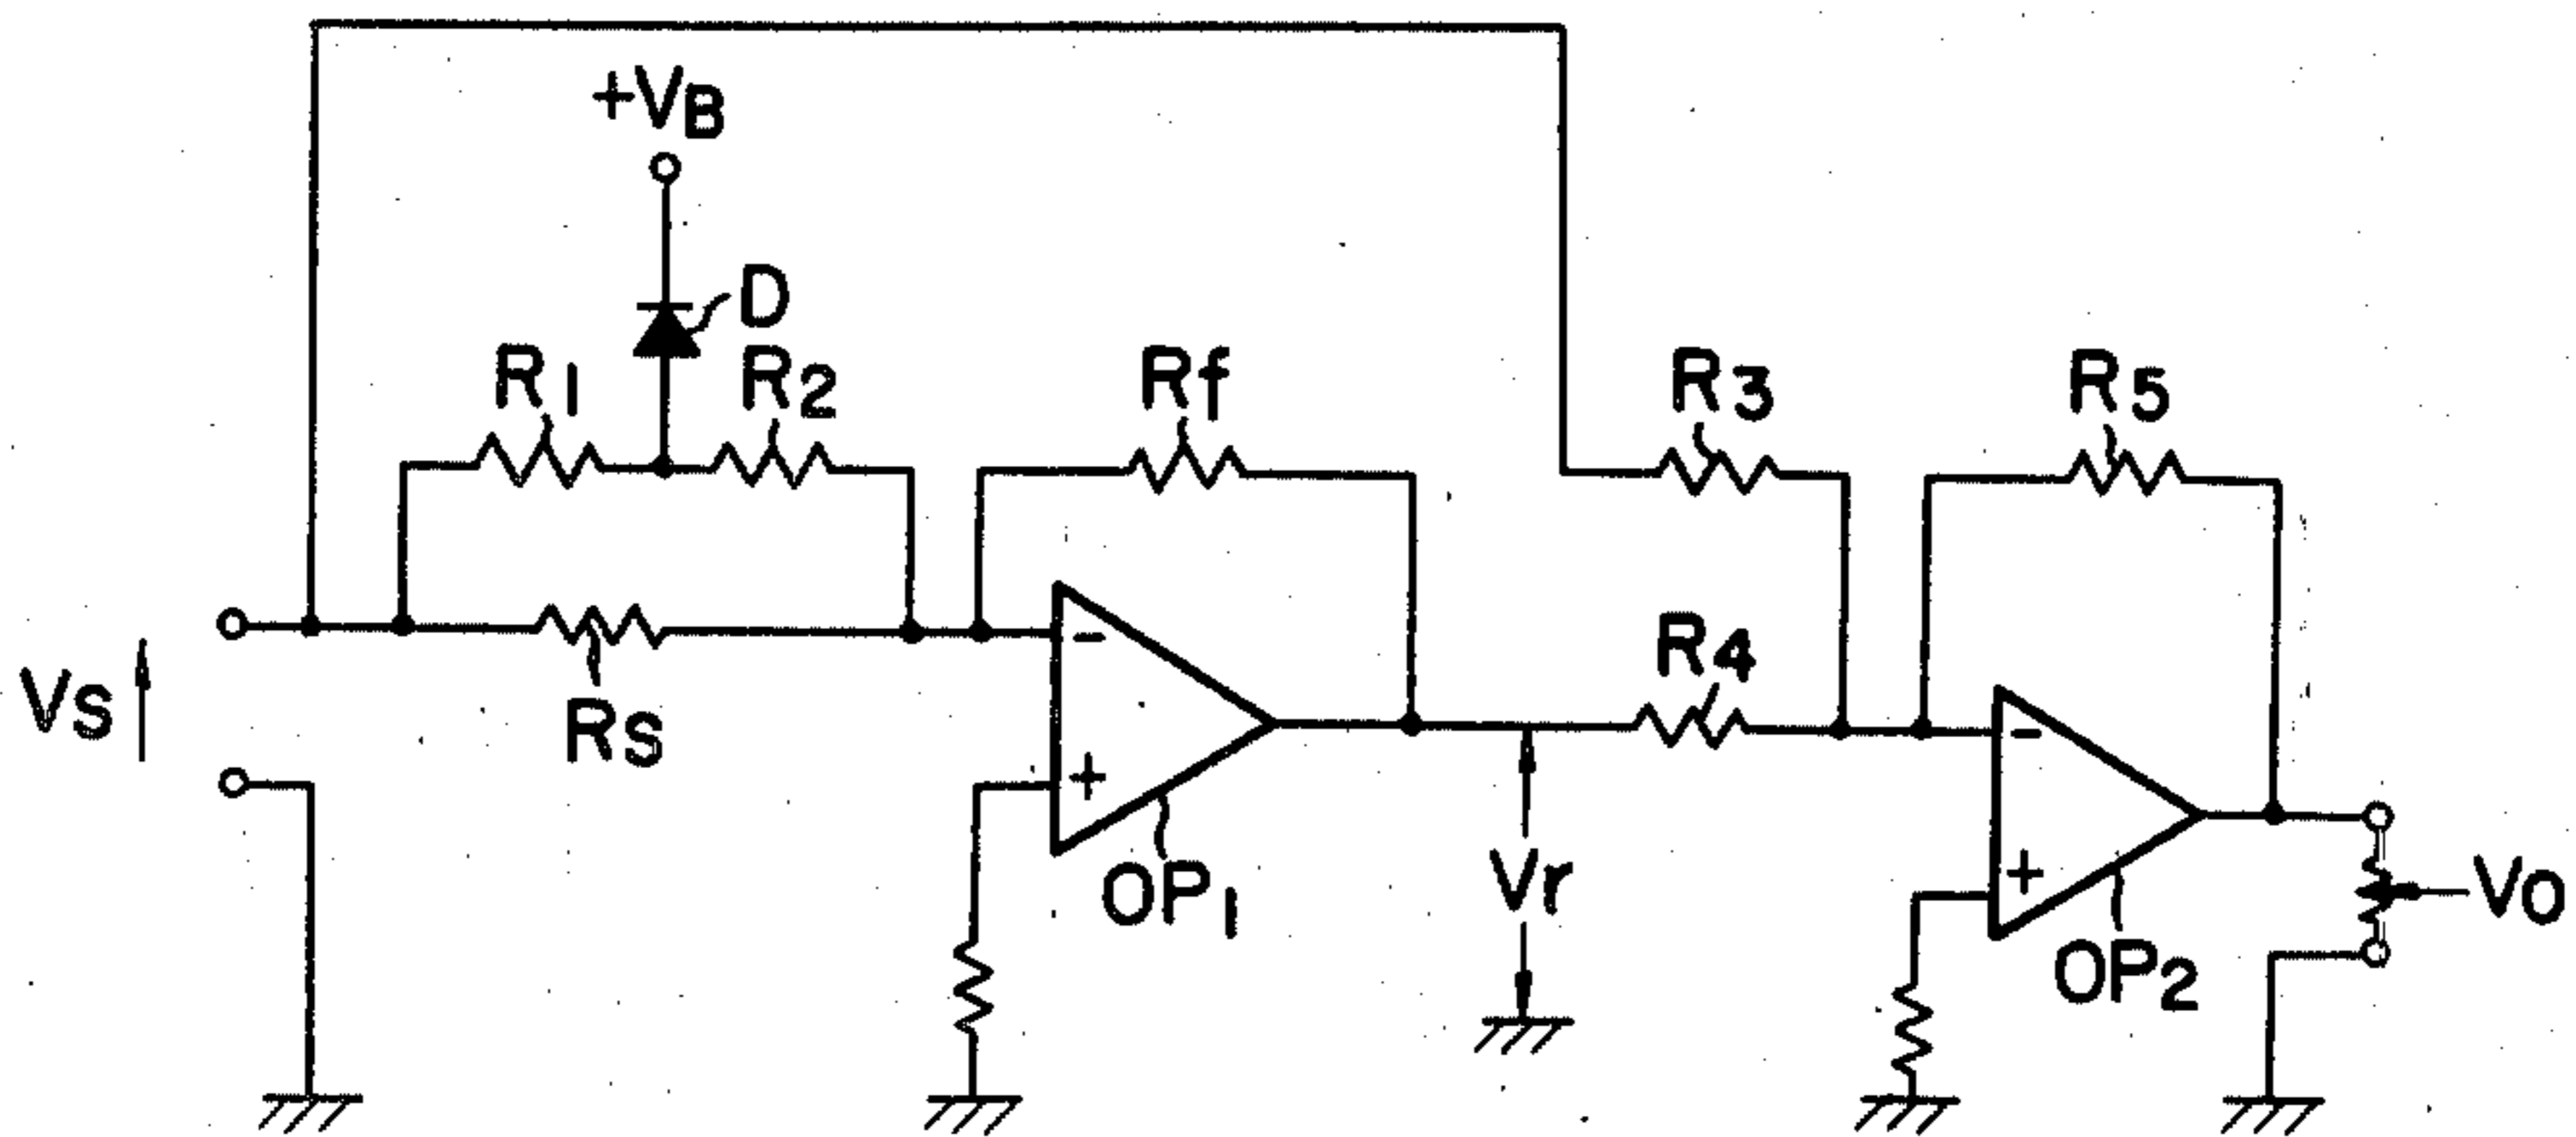 +VB
D
R1
R2
Rf
R3
R5
VS
RS
-
+
OP1
R4
Vr
-
+
OP2
VO